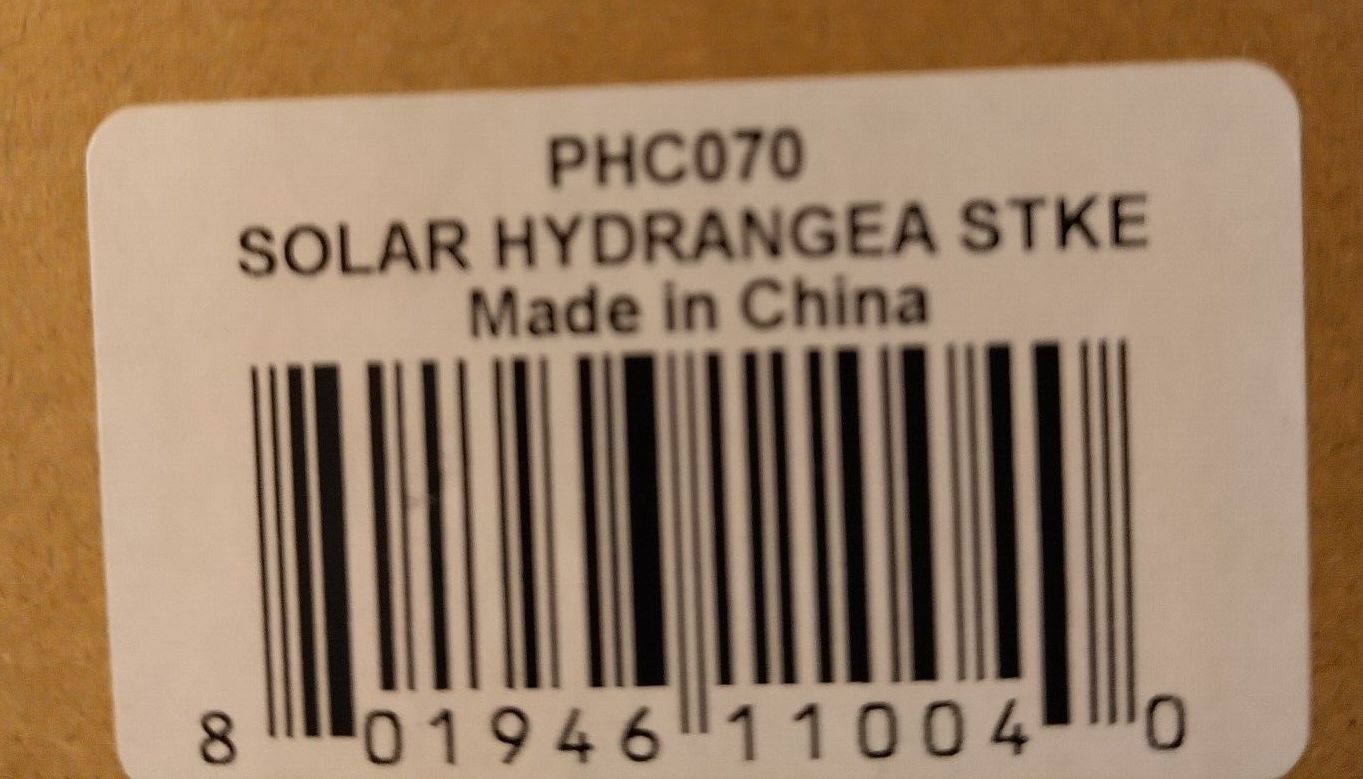 PHC070
SOLAR HYDRANGEA STKE
Made in China
8 01946 11004 0